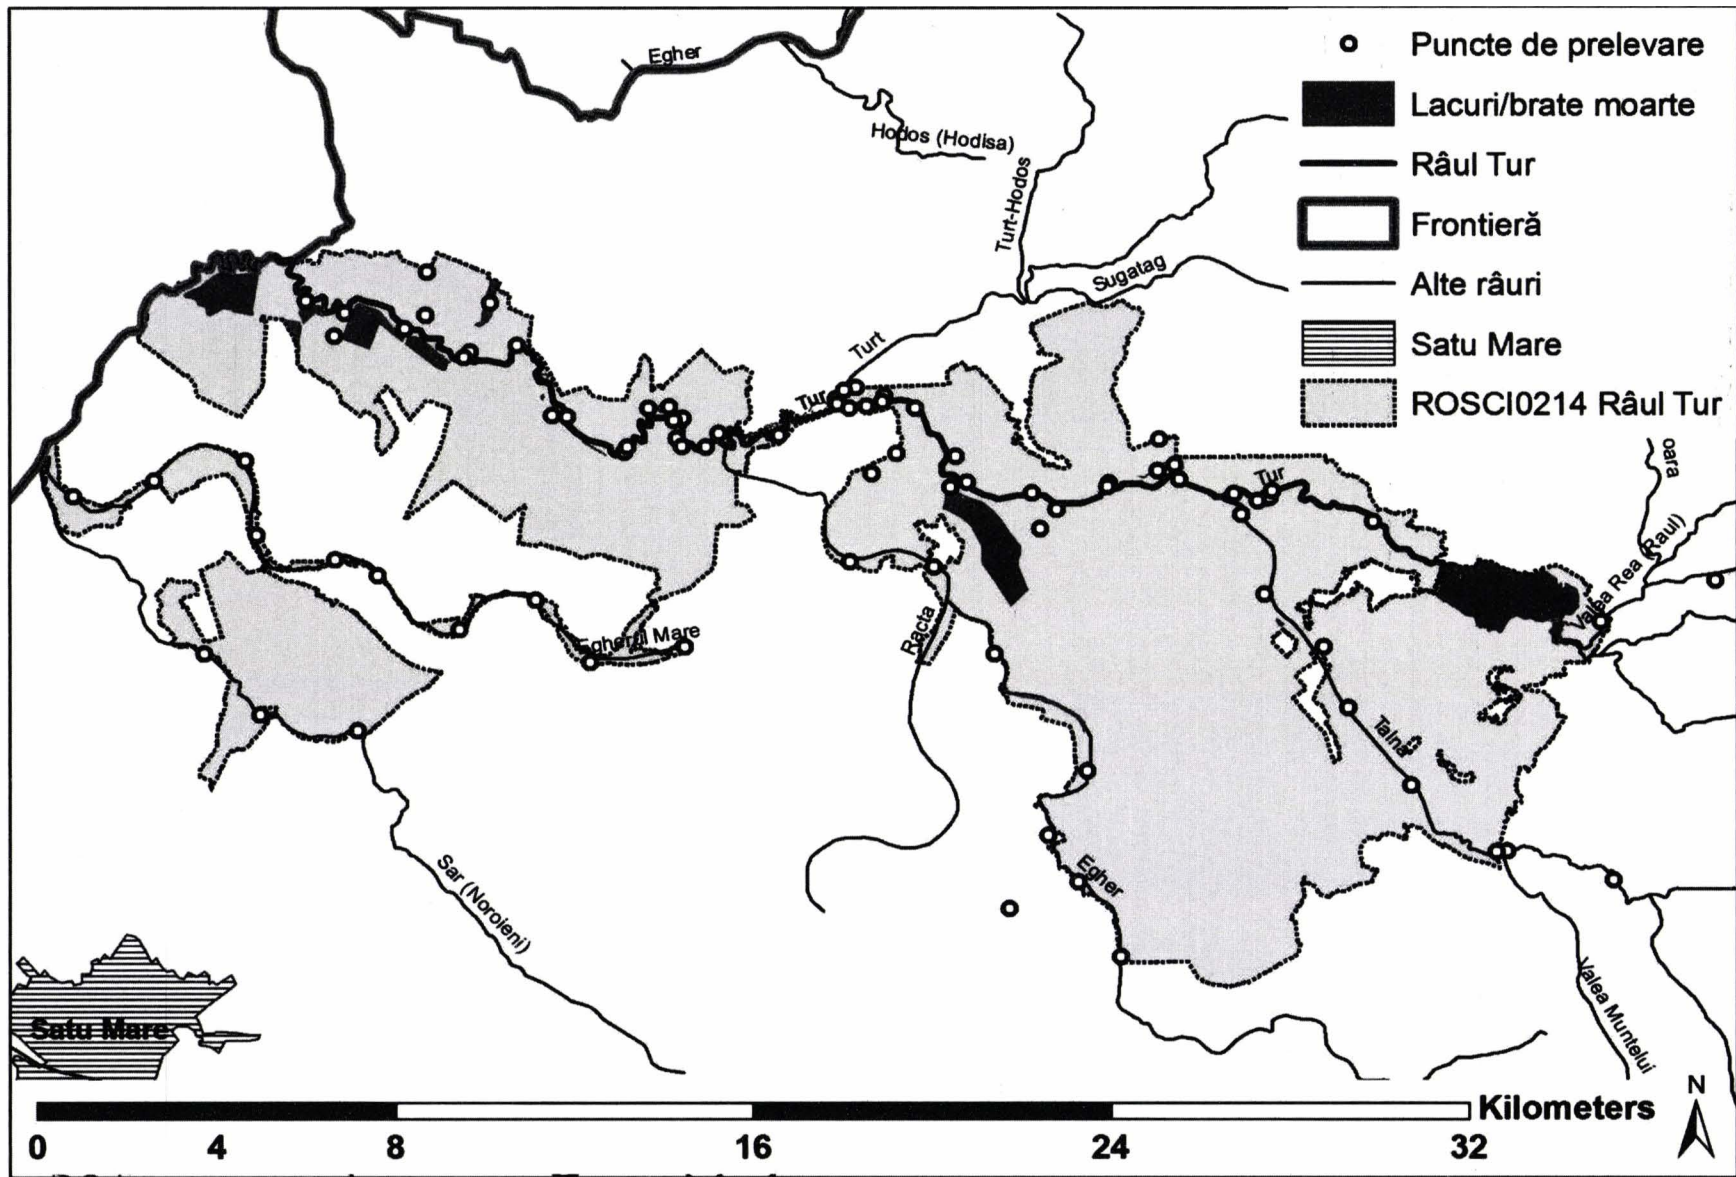 Egher
Hodos (Hodisa)
Turt-Hodos
Sugatag
Turt
Tur
Tur
oara
Valea Rea (Raul)
Egherul Mare
Racta
Talna
Egher
Sar (Noroieni)
Valea Muntelui
Satu Mare
Puncte de prelevare
Lacuri/brate moarte
Râul Tur
Frontieră
Alte râuri
Satu Mare
ROSCI0214 Râul Tur
N
Kilometers
0 4 8 16 24 32